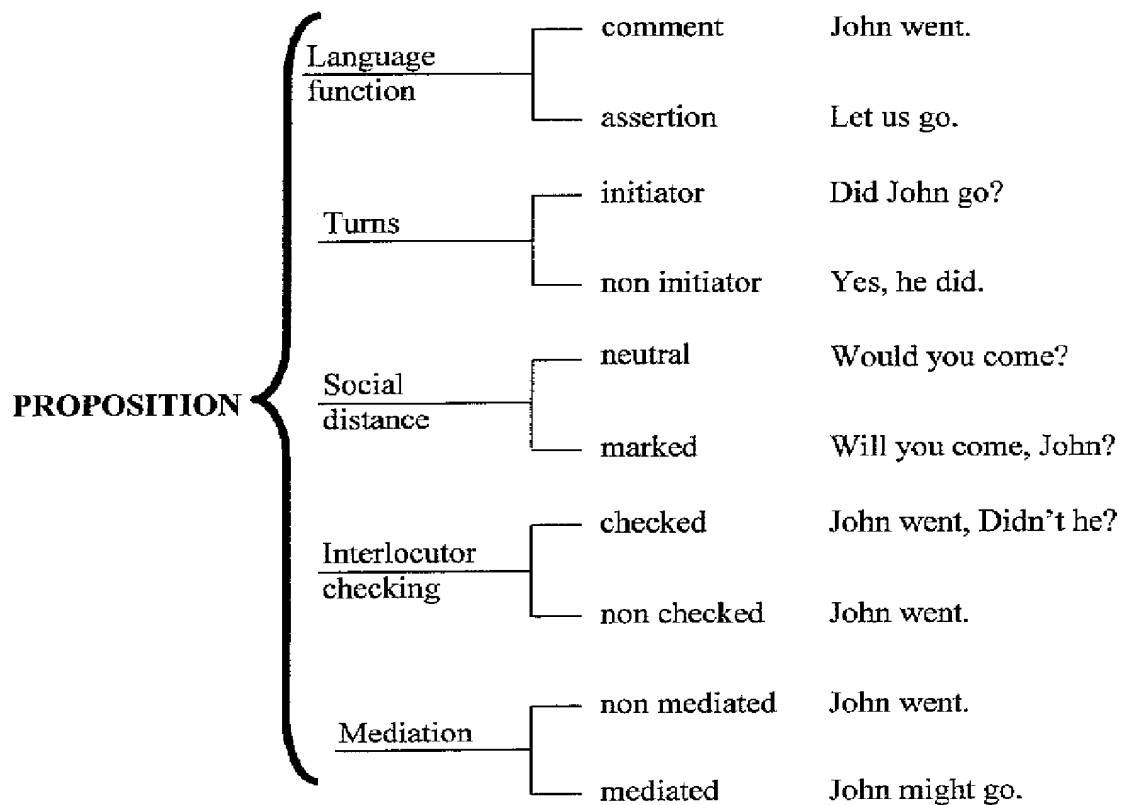 comment John went.
Language
function
assertion Let us go.
initiator Did John go?
Turns
non initiator Yes, he did.
neutral Would you come?
PROPOSITION
Social
distance
marked Will you come, John?
checked John went, Didn't he?
Interlocutor
checking
non checked John went.
non mediated John went.
Mediation
mediated John might go.